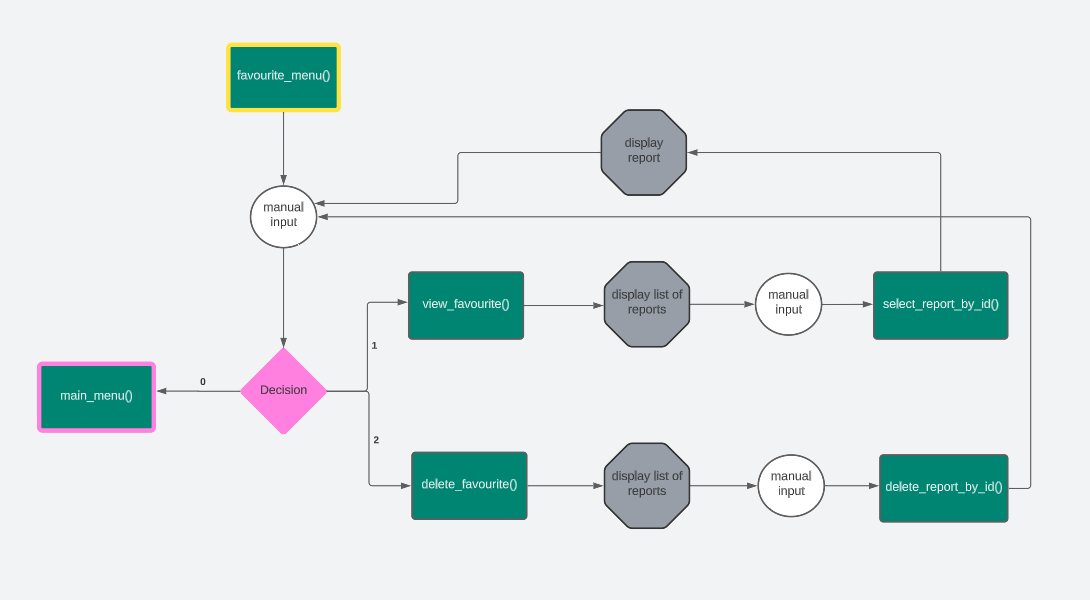 favourite_menu()
display
report
manual
input
view_favourite()
display list of
reports
manual
input
select_report_by_id()
1
0
Decision
main_menu()
2
delete_favourite()
display list of
reports
manual
input
delete_report_by_id()